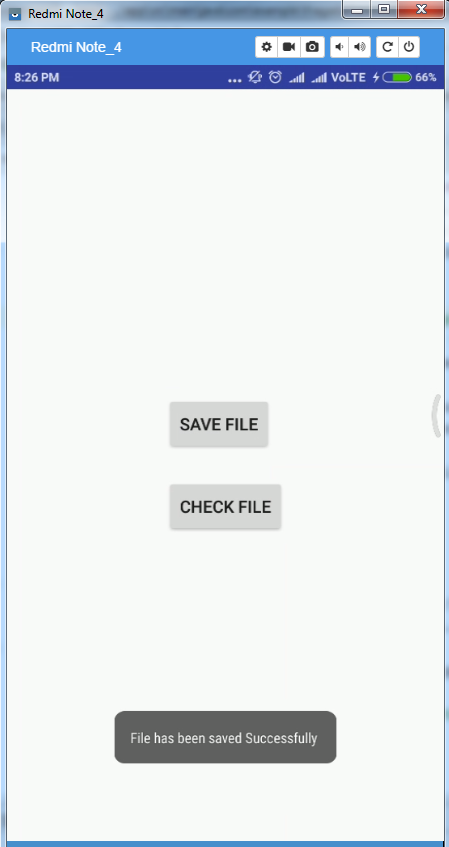 Redmi Note_4
Redmi Note_4
8:26 PM ... VoLTE 66%
SAVE FILE
CHECK FILE
File has been saved Successfully